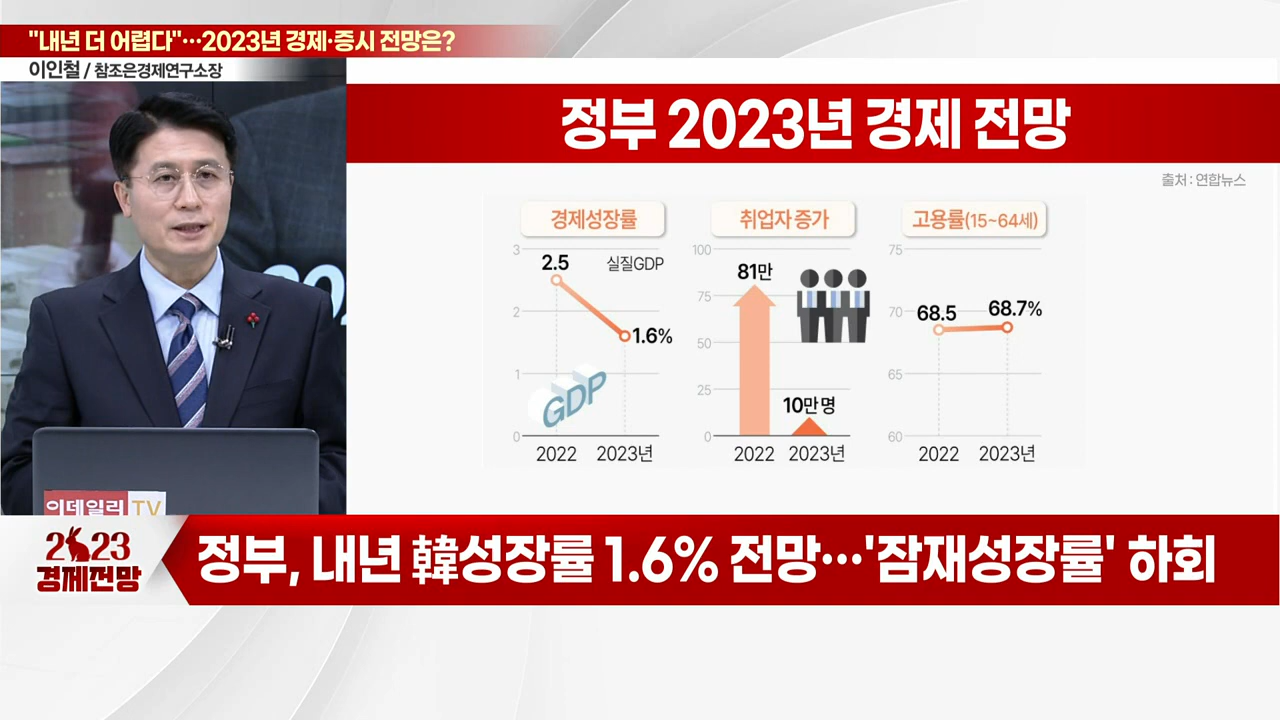 "내년 더 어렵다"…2023년 경제·증시 전망은?
이인철 / 참조은경제연구소장
정부 2023년 경제 전망
출처 : 연합뉴스
경제성장률
3
2
1
0
2.5
실질GDP
1.6%
GDP
2022 2023년
취업자 증가
100
75
50
25
0
81만
10만 명
2022 2023년
고용률(15~64세)
75
70
65
60
68.5
68.7%
2022 2023년
이데일리 TV
2023
경제전망
정부, 내년 韓성장률 1.6% 전망…'잠재성장률' 하회